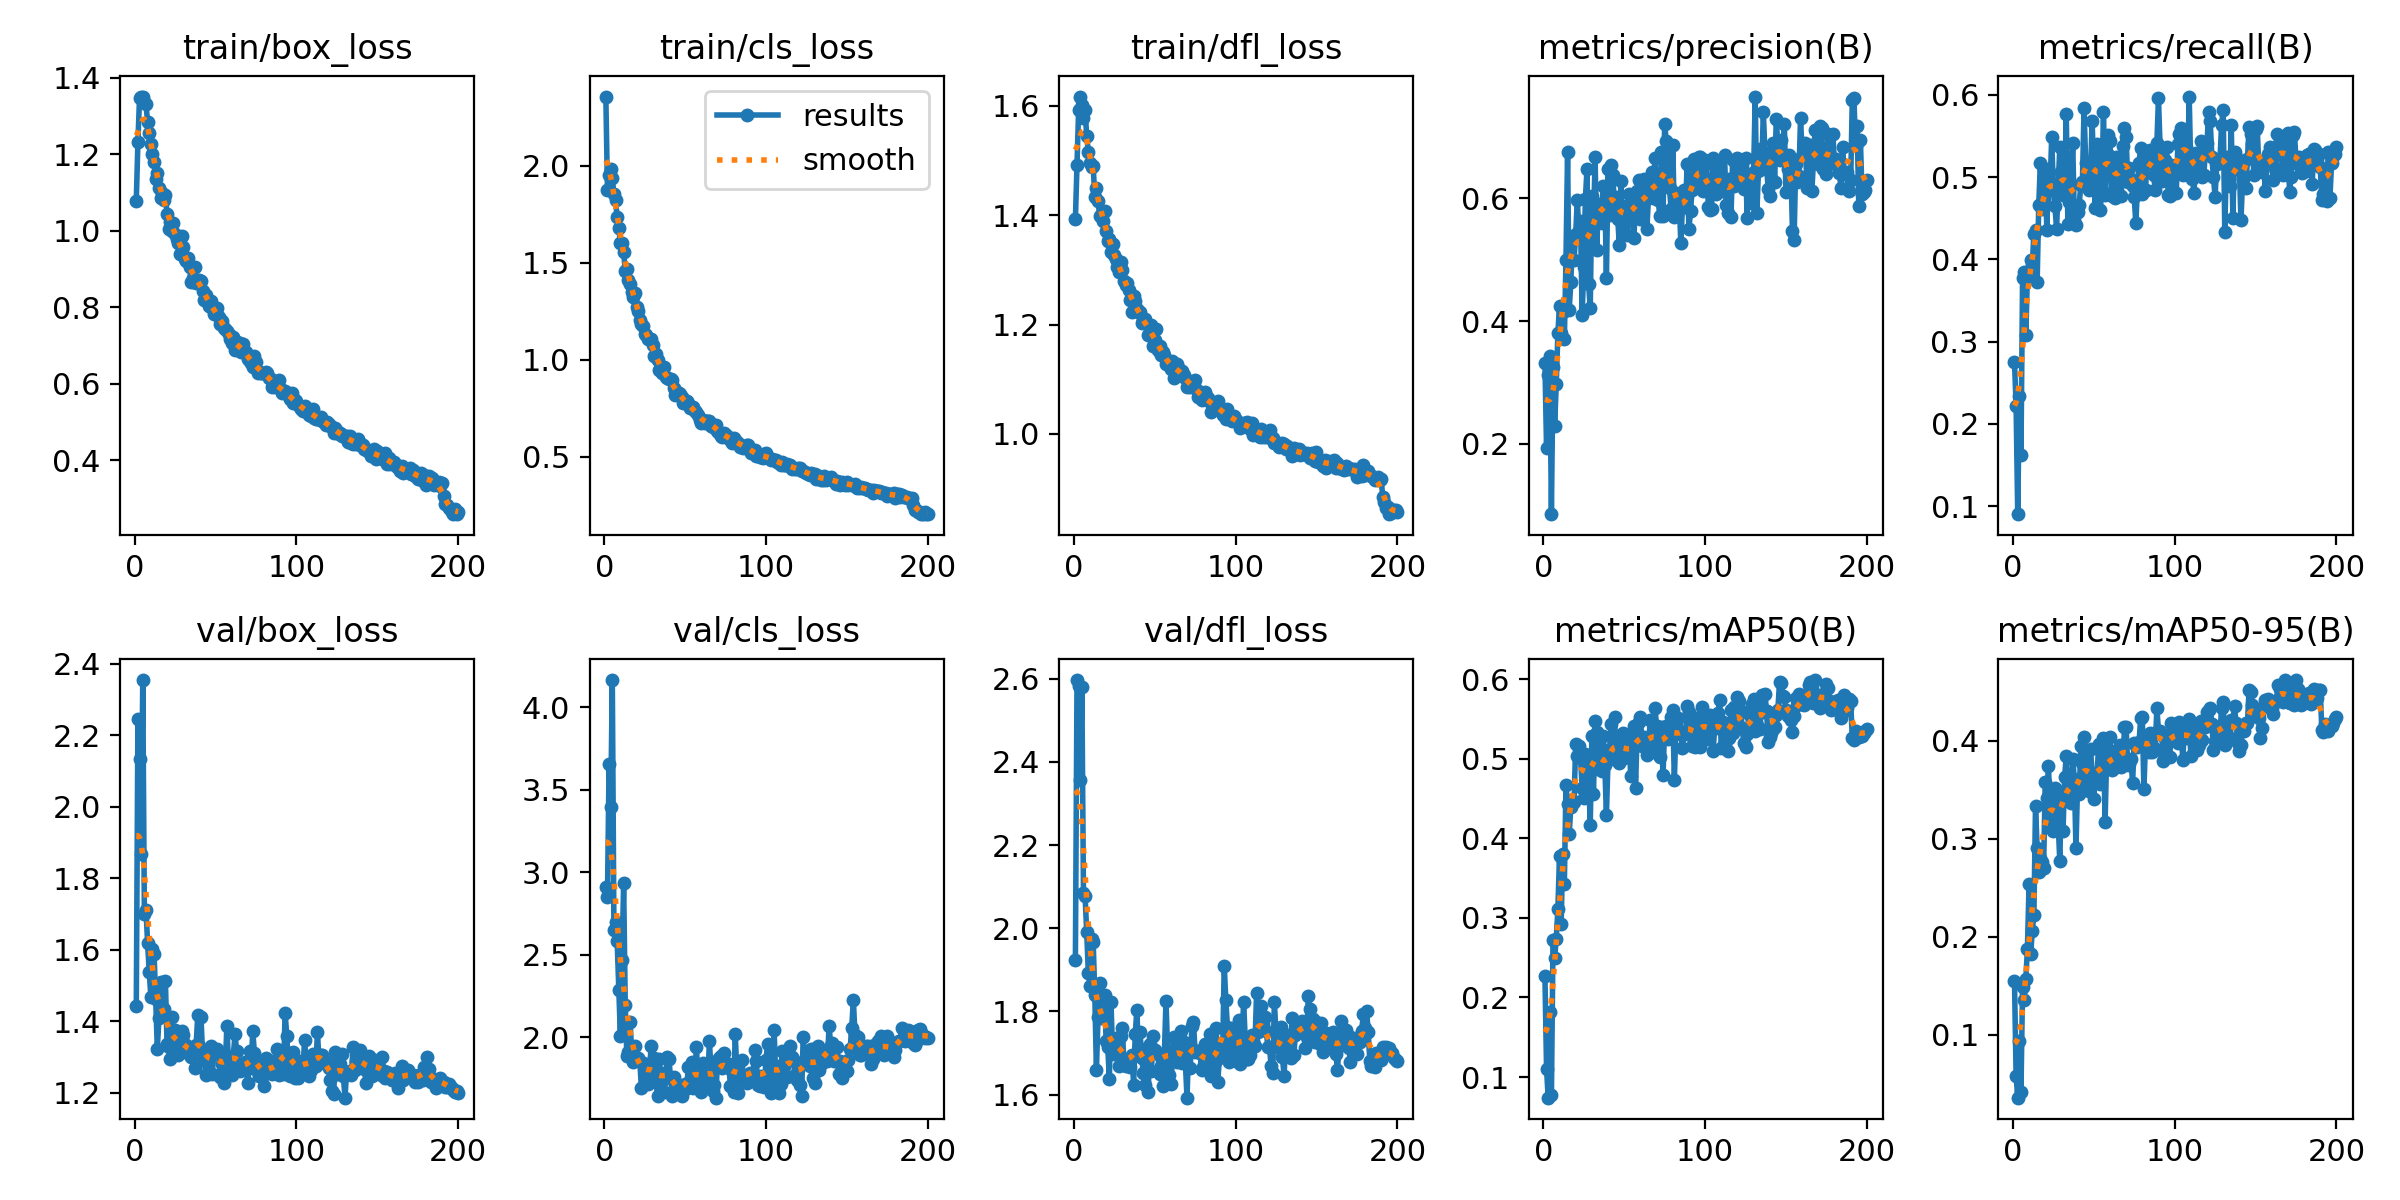 train/box_loss
1.4
1.2
1.0
0.8
0.6
0.4
0 100 200
train/cls_loss
results
smooth
2.0
1.5
1.0
0.5
0 100 200
train/dfl_loss
1.6
1.4
1.2
1.0
0 100 200
metrics/precision(B)
0.6
0.4
0.2
0 100 200
metrics/recall(B)
0.6
0.5
0.4
0.3
0.2
0.1
0 100 200
val/box_loss
2.4
2.2
2.0
1.8
1.6
1.4
1.2
0 100 200
val/cls_loss
4.0
3.5
3.0
2.5
2.0
0 100 200
val/dfl_loss
2.6
2.4
2.2
2.0
1.8
1.6
0 100 200
metrics/mAP50(B)
0.6
0.5
0.4
0.3
0.2
0.1
0 100 200
metrics/mAP50-95(B)
0.4
0.3
0.2
0.1
0 100 200